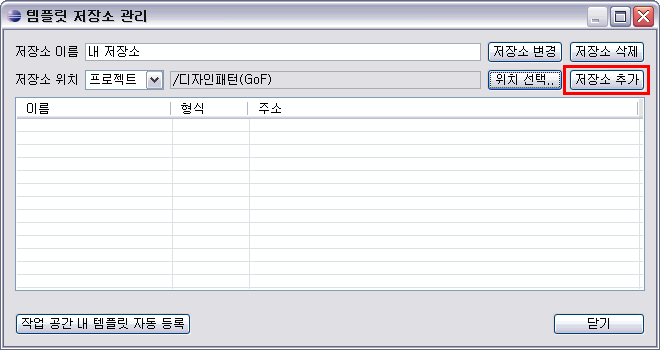 템플릿 저장소 관리
저장소 이름 내 저장소 저장소 변경 저장소 삭제
저장소 위치 프로젝트 /디자인패턴(GoF) 위치 선택.. 저장소 추가
이름 형식 주소
작업 공간 내 템플릿 자동 등록 닫기